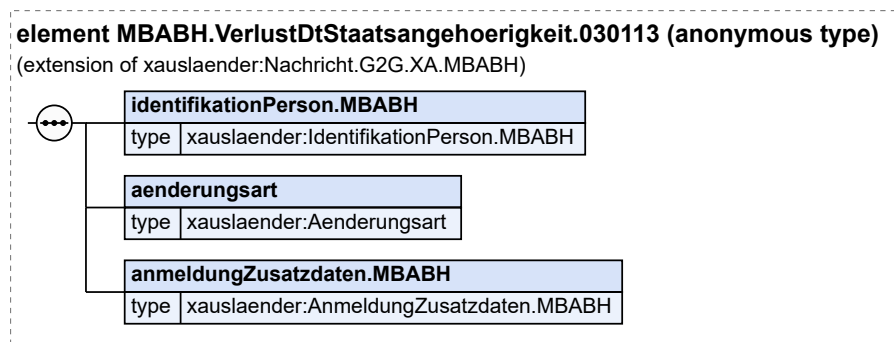 element MBABH.VerlustDtStaatsangehoerigkeit.030113 (anonymous type)
(extension of xauslaender:Nachricht.G2G.XA.MBABH)
identifikationPerson.MBABH
type xauslaender:IdentifikationPerson.MBABH
aenderungsart
type xauslaender:Aenderungsart
anmeldungZusatzdaten.MBABH
type xauslaender:AnmeldungZusatzdaten.MBABH